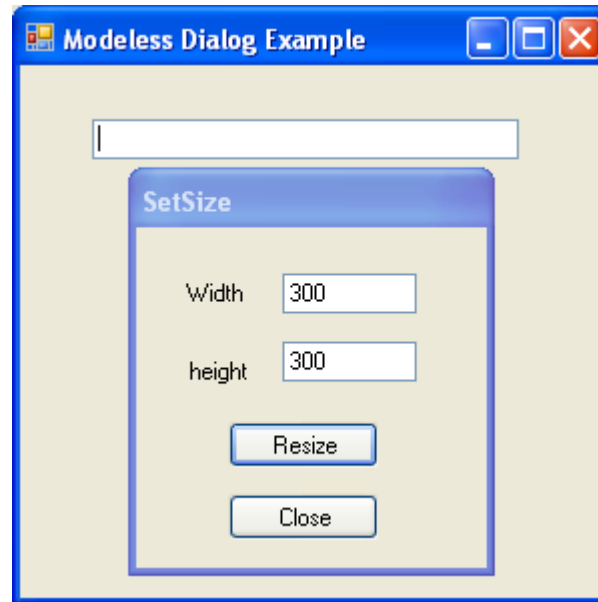 Modeless Dialog Example
SetSize
Width
300
height
300
Resize
Close